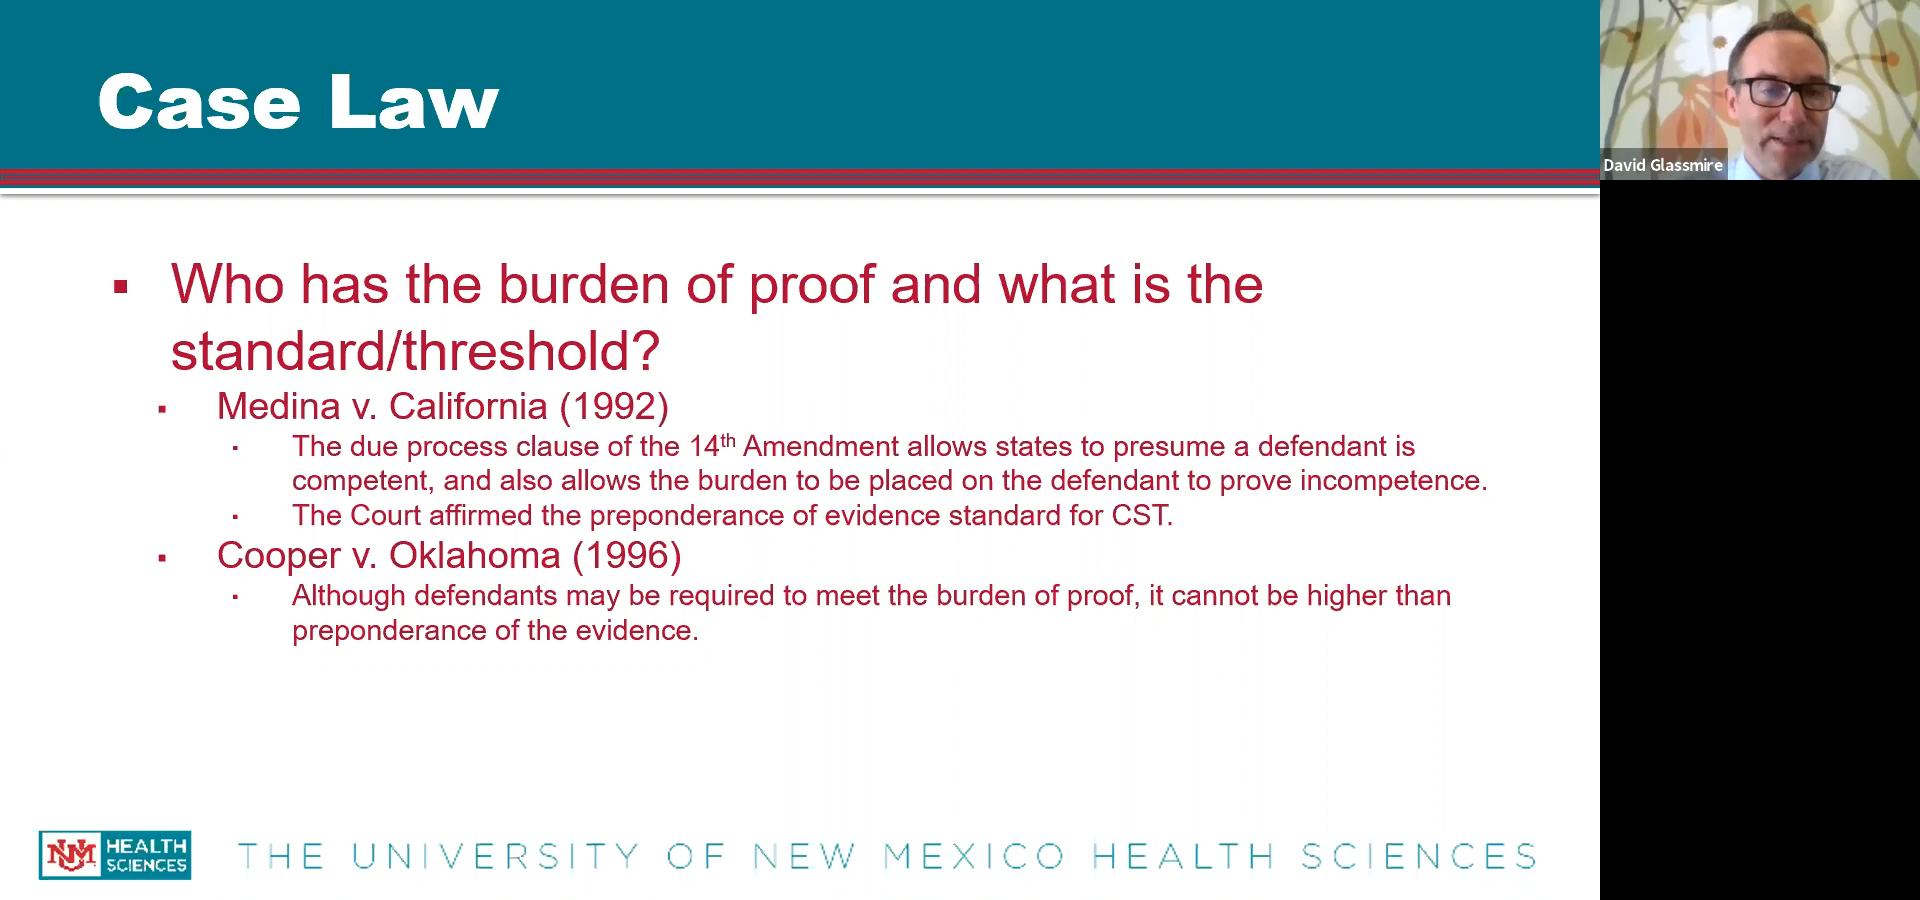 Case Law
David Glassmire
▪ Who has the burden of proof and what is the
standard/threshold?
▪ Medina v. California (1992)
▪ The due process clause of the 14th Amendment allows states to presume a defendant is
competent, and also allows the burden to be placed on the defendant to prove incompetence.
▪ The Court affirmed the preponderance of evidence standard for CST.
▪ Cooper v. Oklahoma (1996)
▪ Although defendants may be required to meet the burden of proof, it cannot be higher than
preponderance of the evidence.
UNM HEALTH
SCIENCES
THE UNIVERSITY OF NEW MEXICO HEALTH SCIENCES